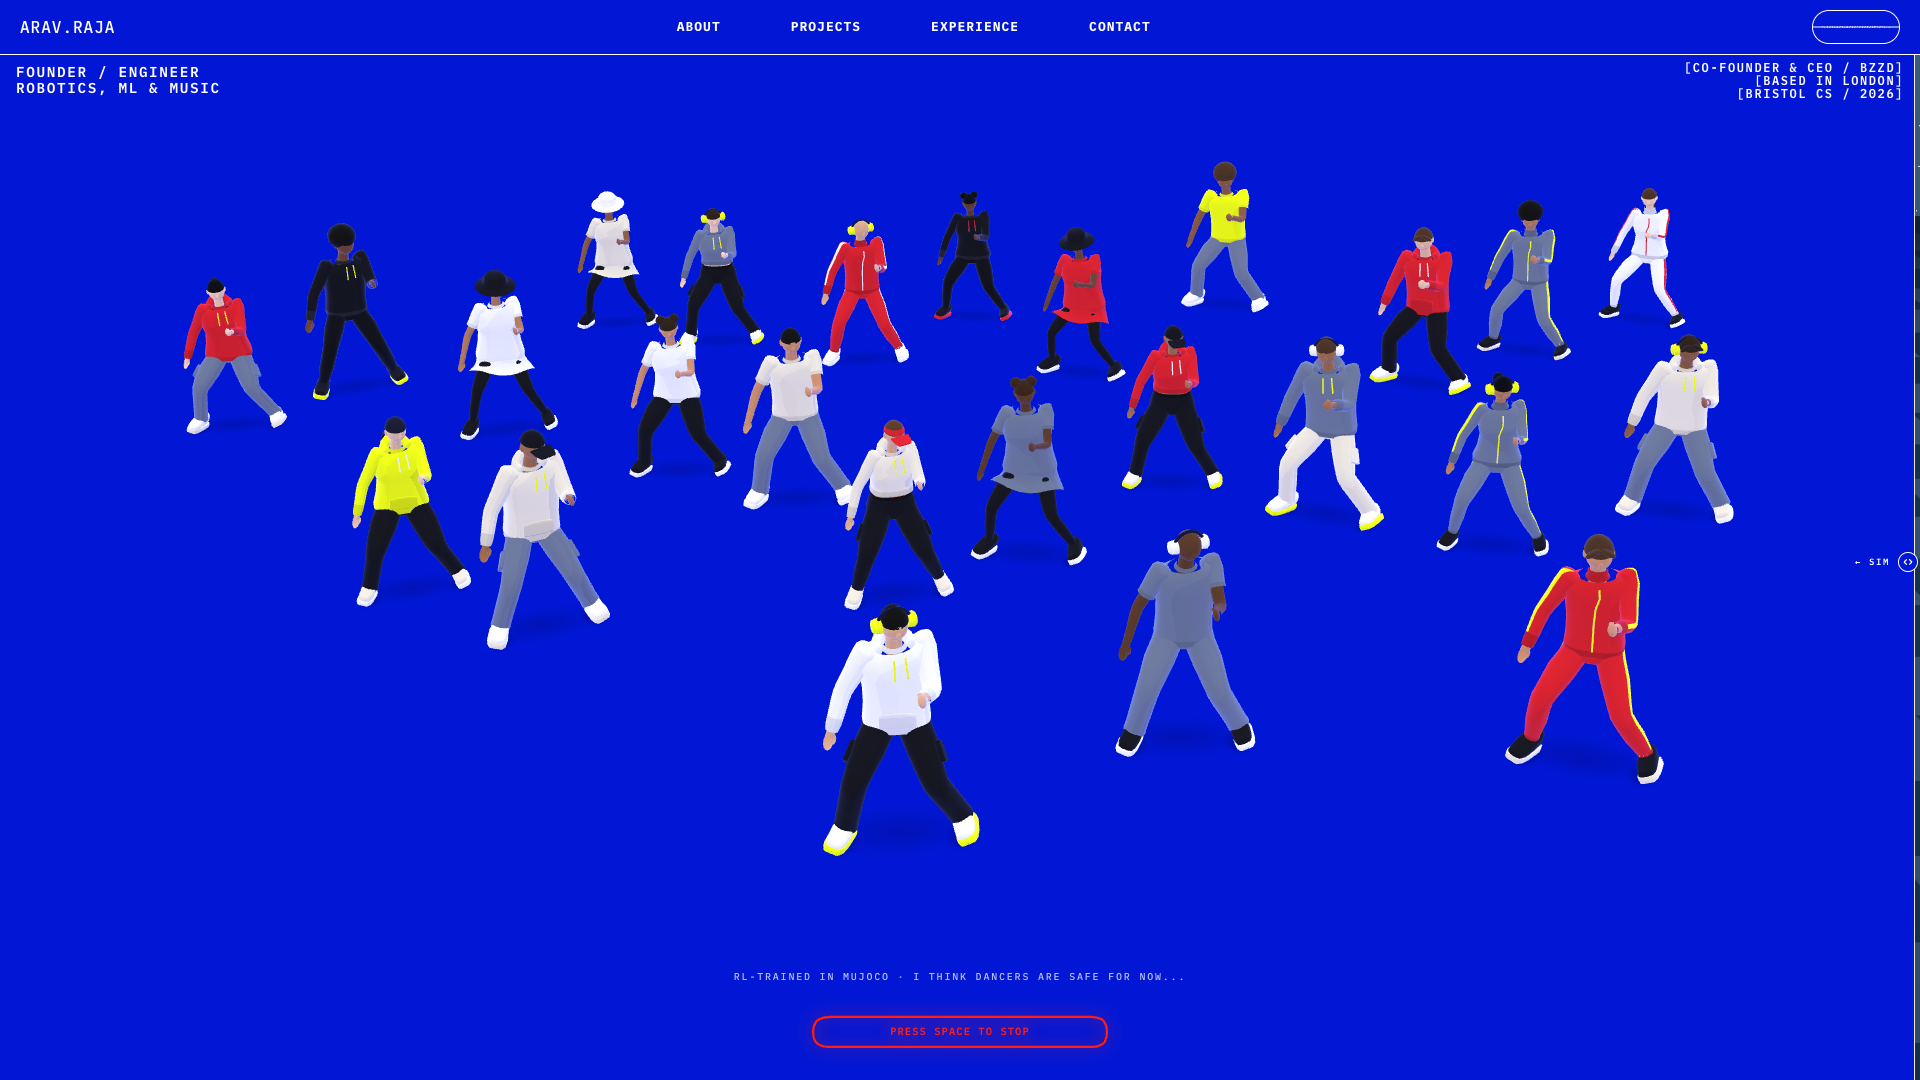 ARAV.RAJA
ABOUT
PROJECTS
EXPERIENCE
CONTACT
FOUNDER / ENGINEER
ROBOTICS, ML & MUSIC
[CO-FOUNDER & CEO / BZZD]
[BASED IN LONDON]
[BRISTOL CS / 2026]
← SIM
RL-TRAINED IN MUJOCO · I THINK DANCERS ARE SAFE FOR NOW...
PRESS SPACE TO STOP